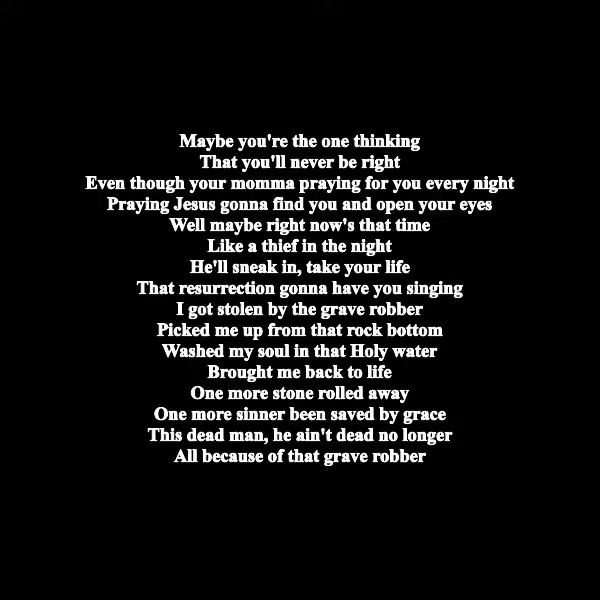 Maybe you're the one thinking
That you'll never be right
Even though your momma praying for you every night
Praying Jesus gonna find you and open your eyes
Well maybe right now's that time
Like a thief in the night
He'll sneak in, take your life
That resurrection gonna have you singing
I got stolen by the grave robber
Picked me up from that rock bottom
Washed my soul in that Holy water
Brought me back to life
One more stone rolled away
One more sinner been saved by grace
This dead man, he ain't dead no longer
All because of that grave robber